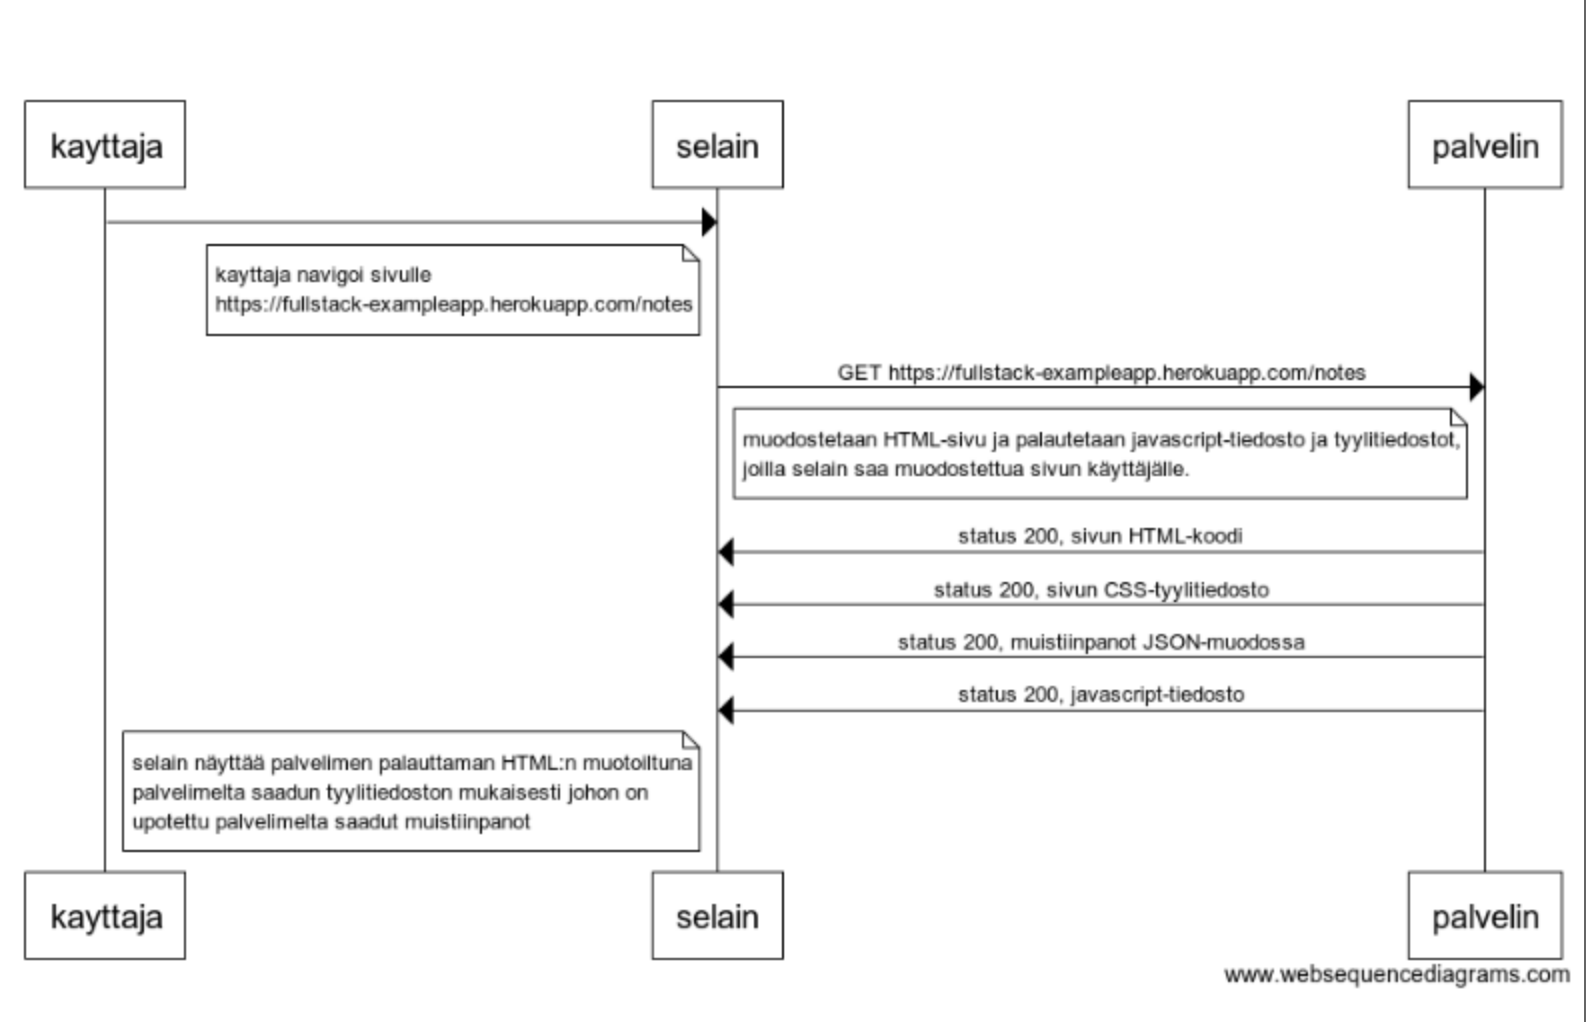 kayttaja
selain
palvelin
kayttaja navigoi sivulle
https://fullstack-exampleapp.herokuapp.com/notes
GET https://fullstack-exampleapp.herokuapp.com/notes
muodostetaan HTML-sivu ja palautetaan javascript-tiedosto ja tyylitiedostot,
joilla selain saa muodostettua sivun käyttäjälle.
status 200, sivun HTML-koodi
status 200, sivun CSS-tyylitiedosto
status 200, muistiinpanot JSON-muodossa
status 200, javascript-tiedosto
selain näyttää palvelimen palauttaman HTML:n muotoiltuna
palvelimelta saadun tyylitiedoston mukaisesti johon on
upotettu palvelimelta saadut muistiinpanot
kayttaja
selain
palvelin
www.websequencediagrams.com